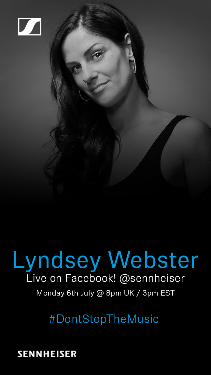 Lyndsey Webster
Live on Facebook! @sennheiser
Monday 6th July @ 8pm UK / 3pm EST
#DontStopTheMusic
SENNHEISER